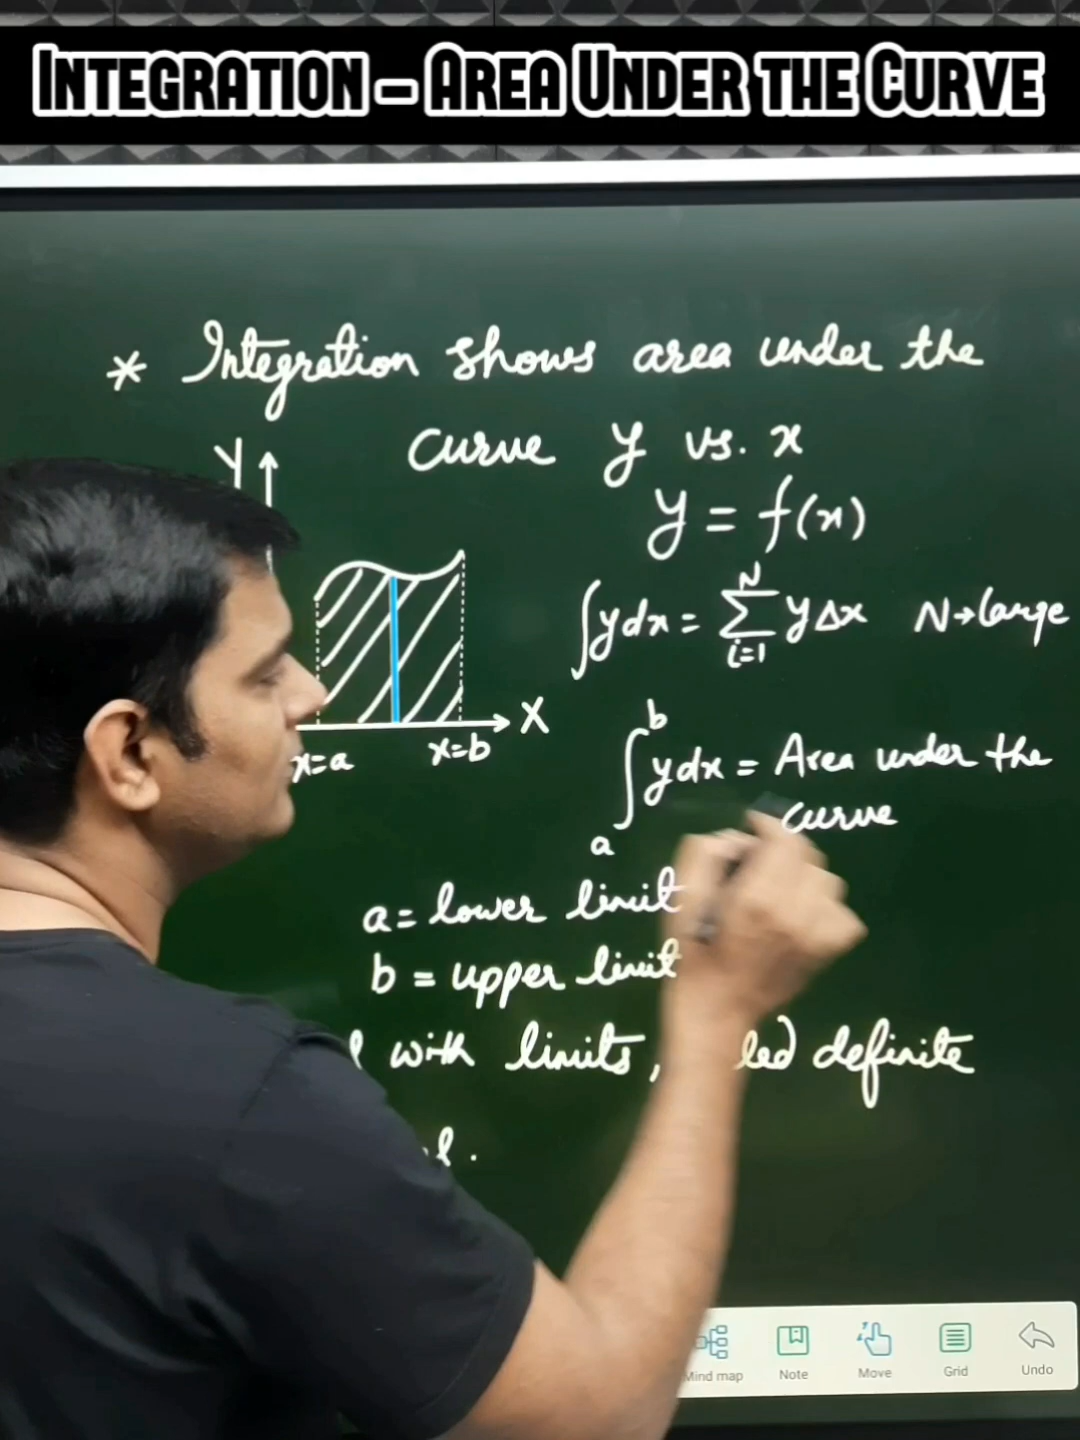 INTEGRATION – AREA UNDER THE CURVE
* Integration shows area under the
curve y vs. x
y = f(x)
Y
∫ydx = Σ yΔx N→large
N
i=1
X
x=a
x=b
b
∫ydx = Area under the
a
curve
a = lower limit
b = upper limit
with limits, definite
Mind map Note Move Grid Undo